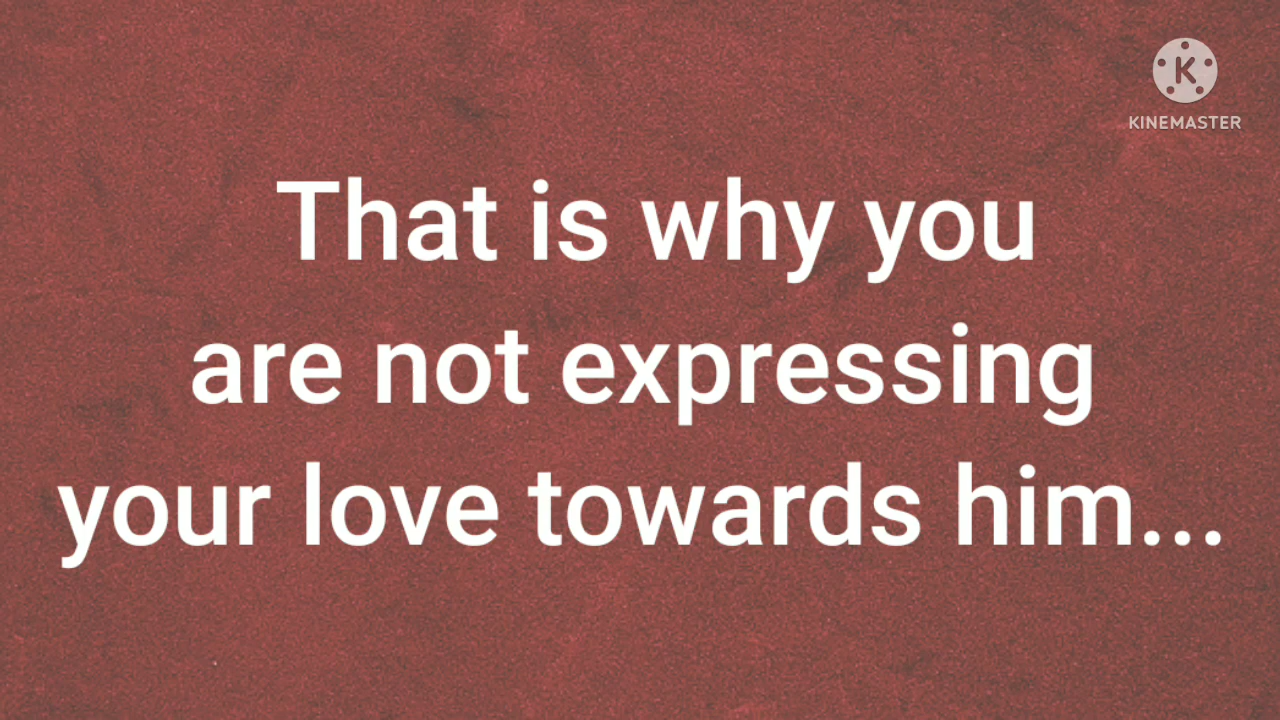 K
KINEMASTER
That is why you
are not expressing
your love towards him...